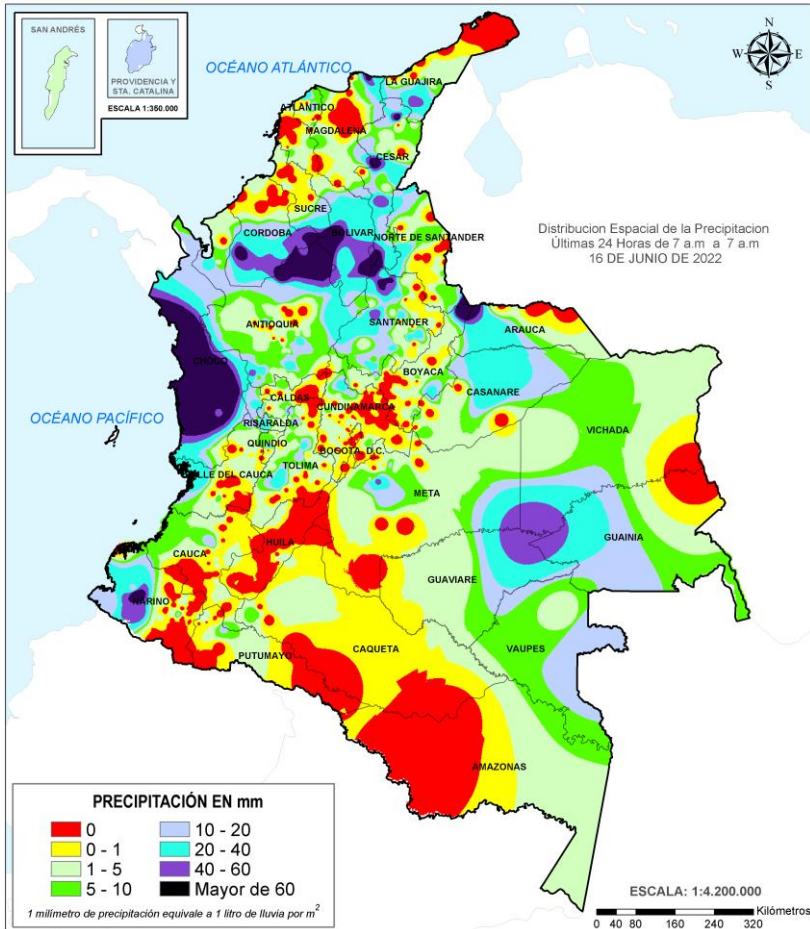 SAN ANDRÉS
PROVIDENCIA Y
STA. CATALINA
ESCALA 1:350.000
N
W
E
S
OCÉANO ATLÁNTICO
LA GUAJIRA
ATLÁNTICO
MAGDALENA
CESAR
SUCRE
CORDOBA
BOLIVAR
NORTE DE SANTANDER
Distribucion Espacial de la Precipitacion
Últimas 24 Horas de 7 a.m a 7 a.m
16 DE JUNIO DE 2022
ANTIOQUIA
SANTANDER
ARAUCA
CHOCO
BOYACA
CASANARE
OCÉANO PACÍFICO
CALDAS
CUNDINAMARCA
RISARALDA
VICHADA
QUINDIO
BOGOTA, D.C.
TOLIMA
VALLE DEL CAUCA
META
GUAINIA
HUILA
CAUCA
GUAVIARE
NARIÑO
VAUPES
CAQUETA
PUTUMAYO
AMAZONAS
PRECIPITACIÓN EN mm
0
0 - 1
1 - 5
5 - 10
10 - 20
20 - 40
40 - 60
Mayor de 60
1 milímetro de precipitación equivale a 1 litro de lluvia por m²
ESCALA: 1:4.200.000
Kilómetros
0 40 80 160 240 320